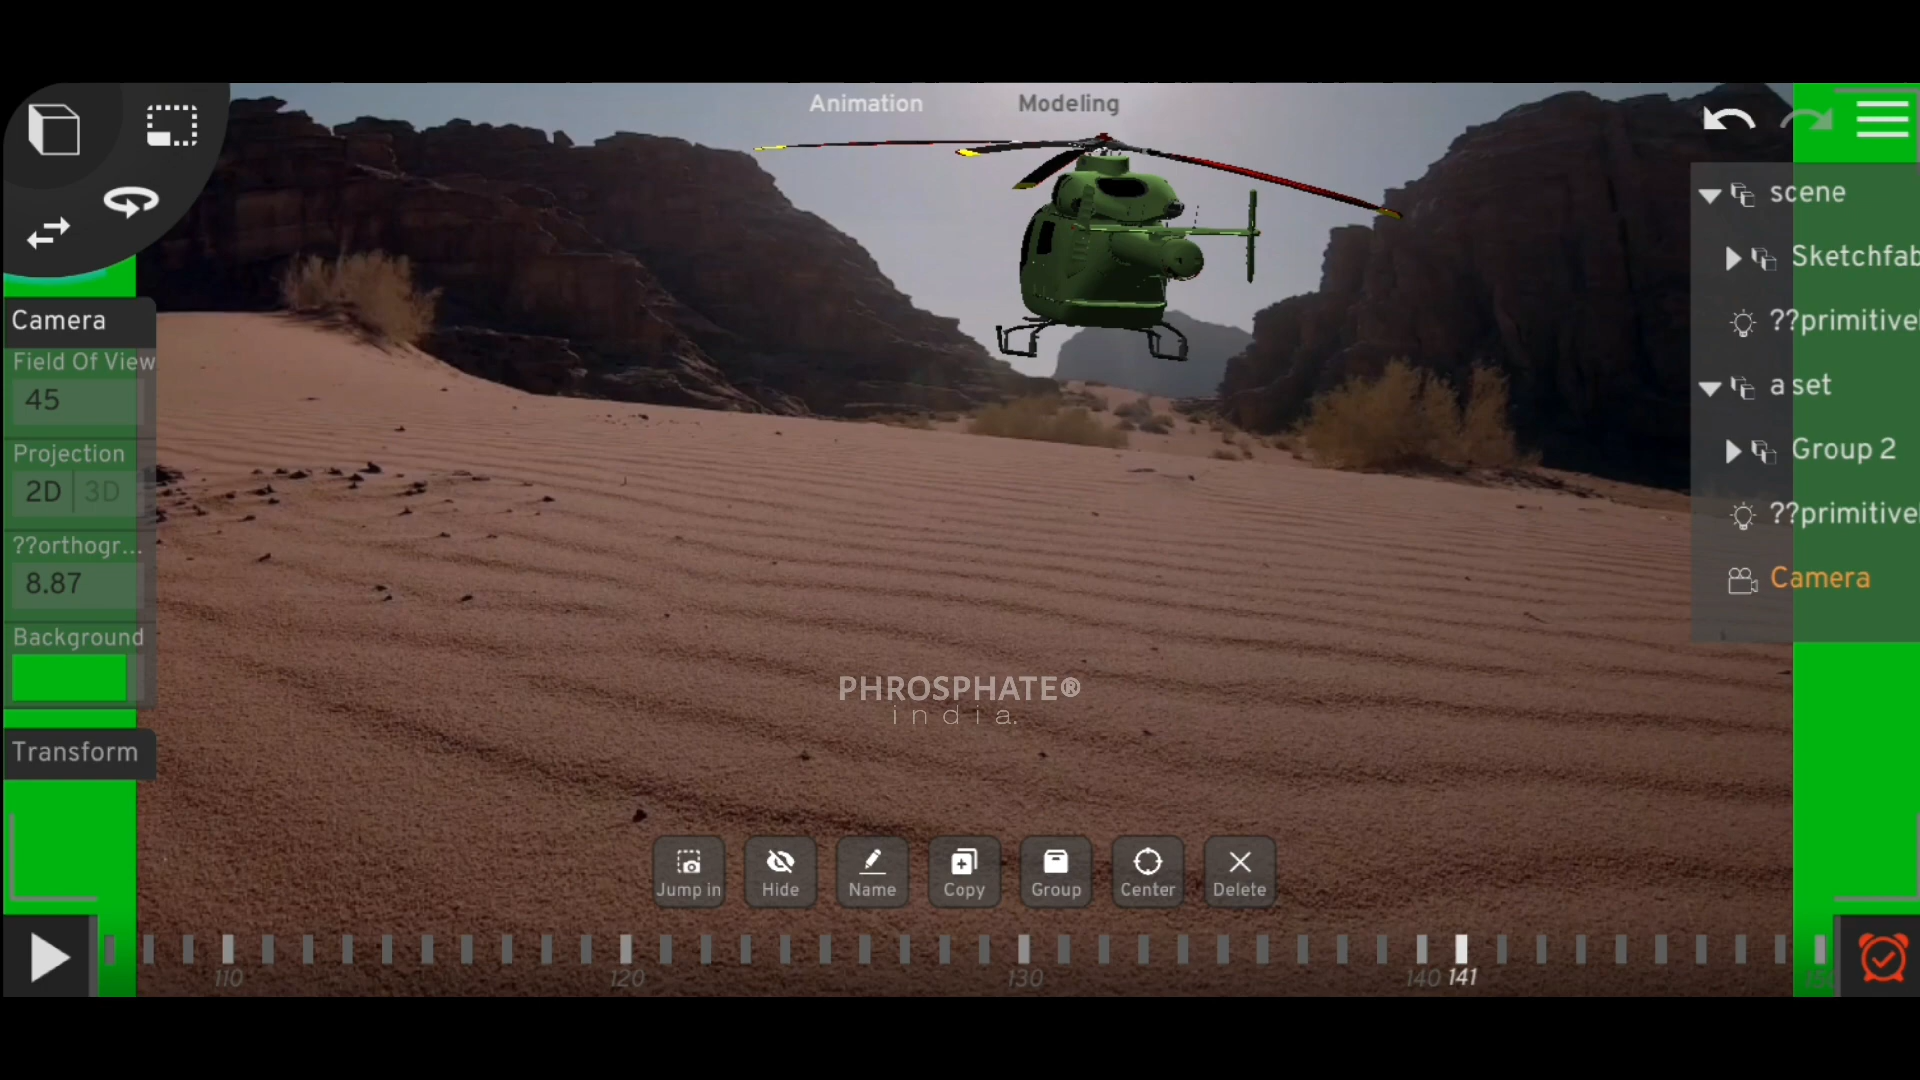 Animation
Modeling
scene
Sketchfab
??primitive
a set
Group 2
??primitive
Camera
Camera
Field Of View
45
Projection
2D 3D
??orthogr...
8.87
Background
Transform
PHROSPHATE®
india.
Jump in
Hide
Name
Copy
Group
Center
Delete
110
120
130
140
141
150